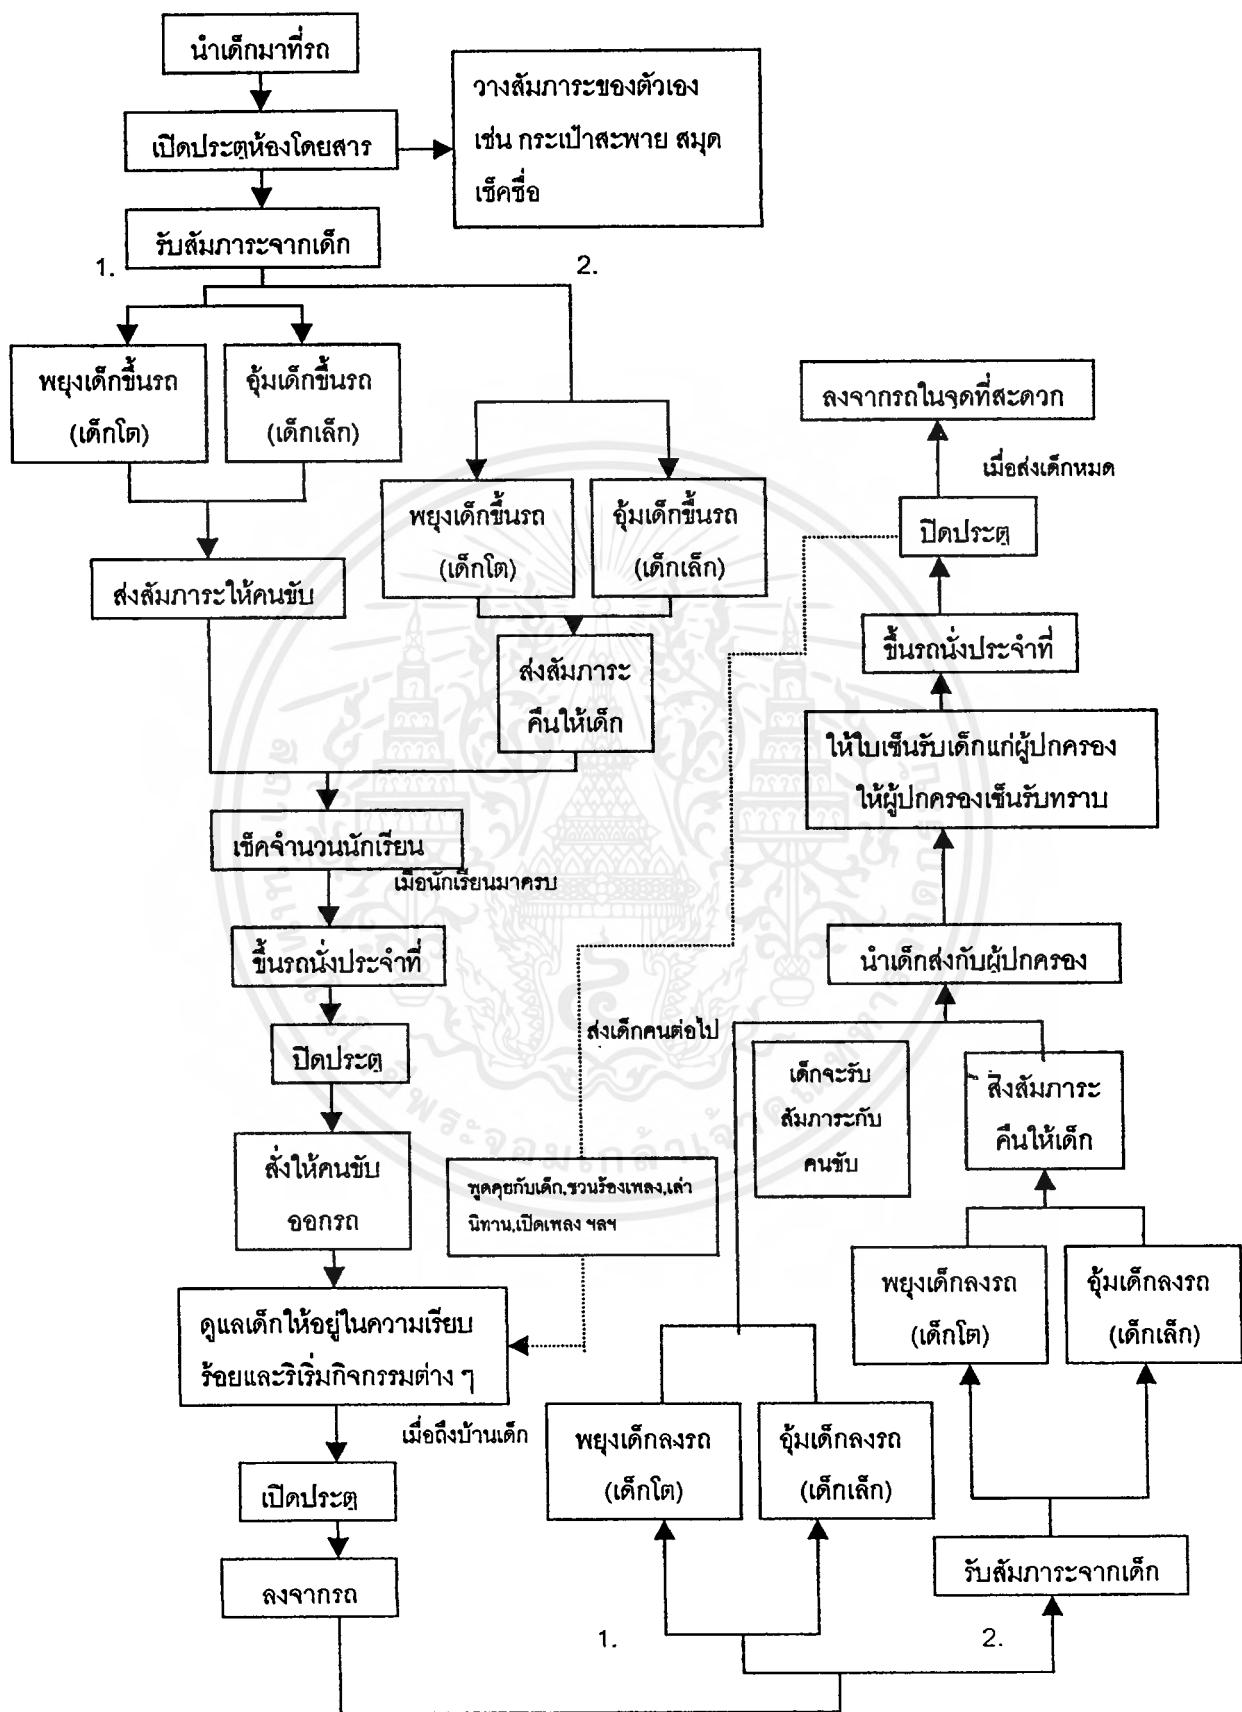 นำเด็กมาที่รถ
เปิดประตูห้องโดยสาร
วางสัมภาระของตัวเอง
เช่น กระเป๋าสะพาย สมุด
เช็คชื่อ
รับสัมภาระจากเด็ก
1.
2.
พยุงเด็กขึ้นรถ
(เด็กโต)
อุ้มเด็กขึ้นรถ
(เด็กเล็ก)
ส่งสัมภาระให้คนขับ
พยุงเด็กขึ้นรถ
(เด็กโต)
อุ้มเด็กขึ้นรถ
(เด็กเล็ก)
ส่งสัมภาระ
คืนให้เด็ก
เช็คจำนวนนักเรียน
เมื่อนักเรียนมาครบ
ขึ้นรถนั่งประจำที่
ปิดประตู
สั่งให้คนขับ
ออกรถ
ดูแลเด็กให้อยู่ในความเรียบ
ร้อยและริเริ่มกิจกรรมต่าง ๆ
พูดคุยกับเด็ก,ชวนร้องเพลง,เล่า
นิทาน,เปิดเพลง ฯลฯ
เมื่อถึงบ้านเด็ก
เปิดประตู
ลงจากรถ
1.
2.
พยุงเด็กลงรถ
(เด็กโต)
อุ้มเด็กลงรถ
(เด็กเล็ก)
เด็กจะรับ
สัมภาระกับ
คนขับ
รับสัมภาระจากเด็ก
พยุงเด็กลงรถ
(เด็กโต)
อุ้มเด็กลงรถ
(เด็กเล็ก)
ส่งสัมภาระ
คืนให้เด็ก
นำเด็กส่งกับผู้ปกครอง
ให้ใบเซ็นรับเด็กแก่ผู้ปกครอง
ให้ผู้ปกครองเซ็นรับทราบ
ขึ้นรถนั่งประจำที่
ปิดประตู
ส่งเด็กคนต่อไป
เมื่อส่งเด็กหมด
ลงจากรถในจุดที่สะดวก